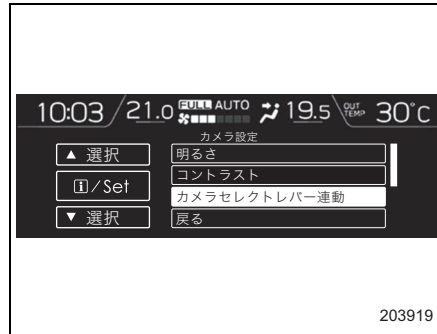 10:03 21.0 FULL AUTO 19.5 OUT TEMP 30°c
カメラ設定
▲ 選択
明るさ
i/Set
コントラスト
カメラセレクトレバー連動
▼ 選択
戻る
203919